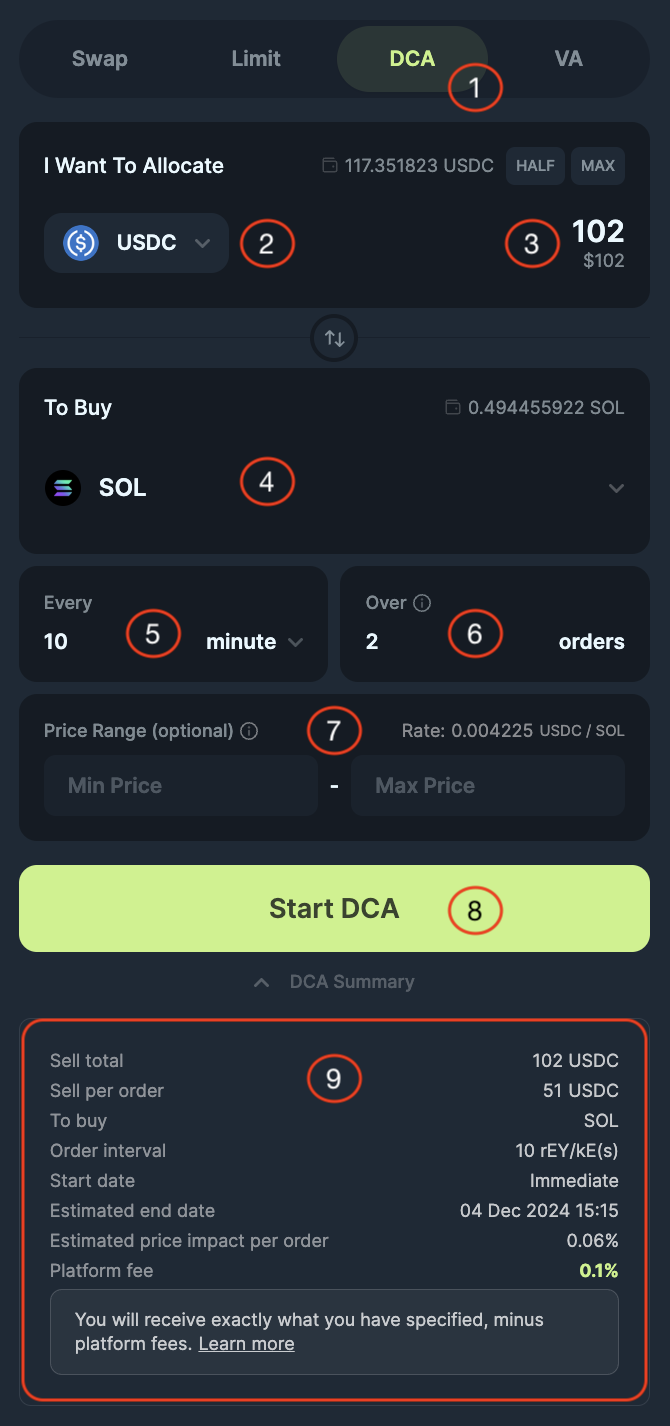 Swap Limit DCA VA
1
I Want To Allocate 117.351823 USDC HALF MAX
USDC 2 3 102
$102
To Buy 0.494455922 SOL
SOL 4
Every Over
10 5 minute 2 6 orders
Price Range (optional) 7 Rate: 0.004225 USDC / SOL
Min Price - Max Price
Start DCA 8
DCA Summary
9
Sell total 102 USDC
Sell per order 51 USDC
To buy SOL
Order interval 10 rEY/kE(s)
Start date Immediate
Estimated end date 04 Dec 2024 15:15
Estimated price impact per order 0.06%
Platform fee 0.1%
You will receive exactly what you have specified, minus
platform fees. Learn more